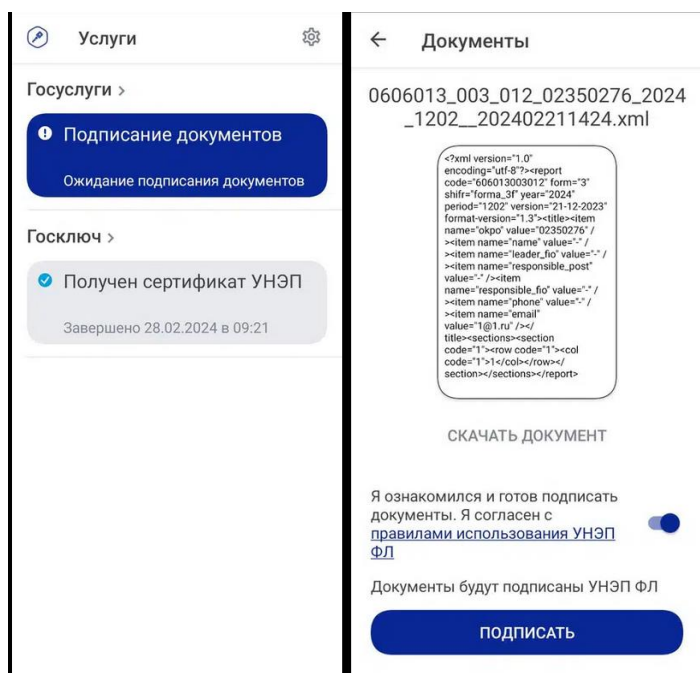 Услуги
Госуслуги >
Подписание документов
Ожидание подписания документов
Госключ >
Получен сертификат УНЭП
Завершено 28.02.2024 в 09:21
Документы
0606013_003_012_02350276_2024
_1202__202402211424.xml
<?xml version="1.0"
encoding="utf-8"?><report
code="606013003012" form="3"
shifr="forma_3f" year="2024"
period="1202" version="21-12-2023"
format-version="1.3"><title><item
name="okpo" value="02350276" /
><item name="name" value="-" /
><item name="leader_fio" value="-" /
><item name="responsible_post"
value="-" /><item
name="responsible_fio" value="-" /
><item name="phone" value="-" /
><item name="email"
value="1@1.ru" /></
title><sections><section
code="1"><row code="1"><col
code="1">1</col></row></
section></sections></report>
СКАЧАТЬ ДОКУМЕНТ
Я ознакомился и готов подписать
документы. Я согласен с
правилами использования УНЭП
ФЛ
Документы будут подписаны УНЭП ФЛ
ПОДПИСАТЬ